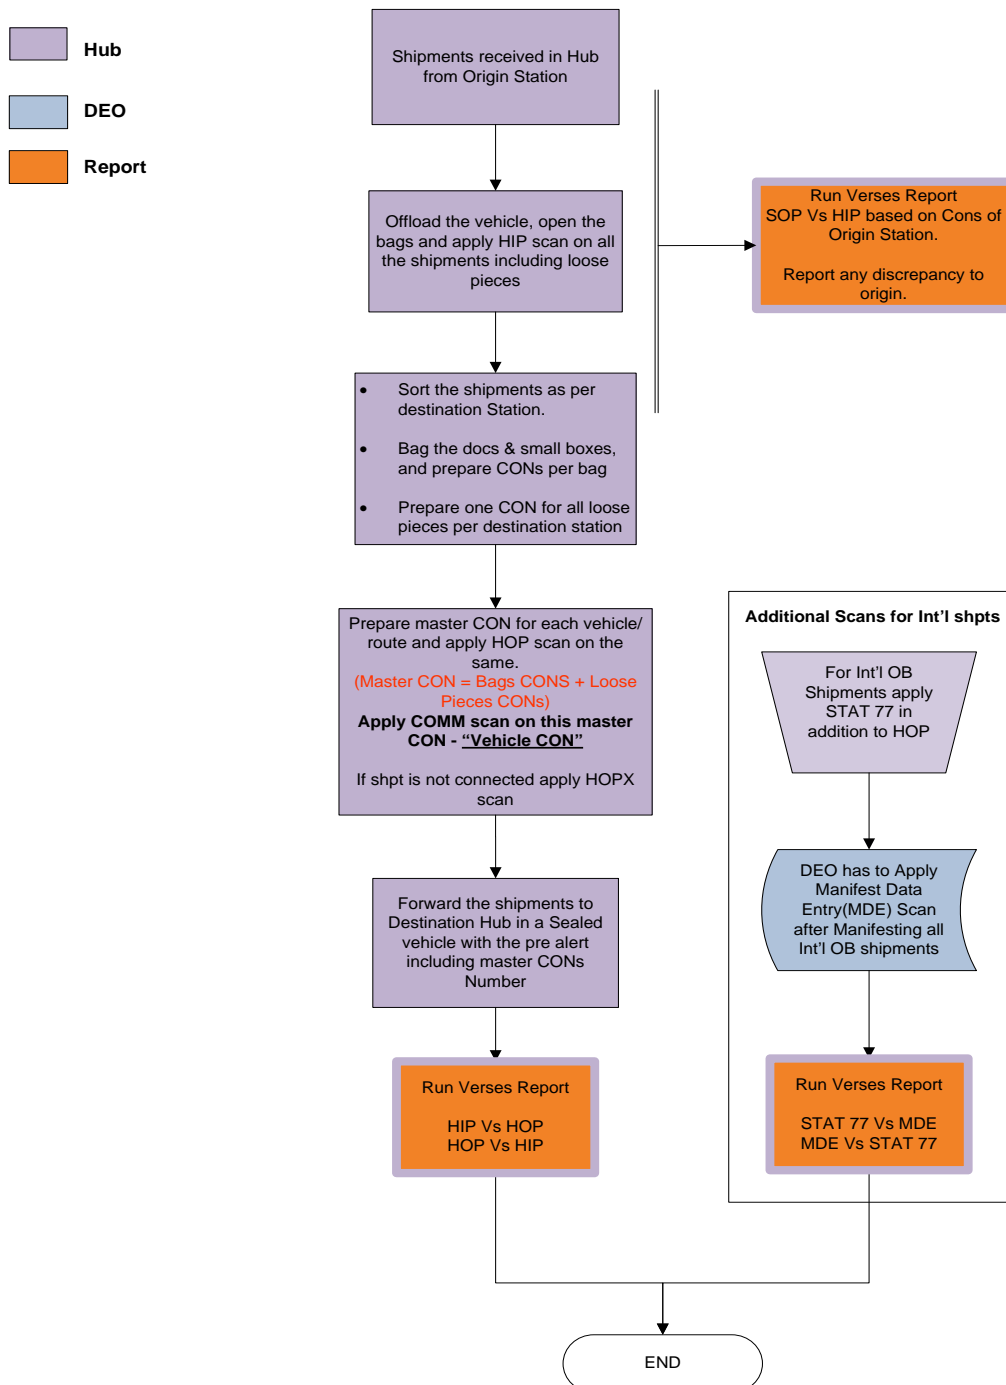 Hub
DEO
Report
Shipments received in Hub
from Origin Station
Offload the vehicle, open the
bags and apply HIP scan on all
the shipments including loose
pieces
Run Verses Report
SOP Vs HIP based on Cons of
Origin Station.
Report any discrepancy to
origin.
• Sort the shipments as per
destination Station.
• Bag the docs & small boxes,
and prepare CONs per bag
• Prepare one CON for all loose
pieces per destination station
Prepare master CON for each vehicle/
route and apply HOP scan on the
same.
(Master CON = Bags CONS + Loose
Pieces CONs)
Apply COMM scan on this master
CON - “Vehicle CON”
If shpt is not connected apply HOPX
scan
Forward the shipments to
Destination Hub in a Sealed
vehicle with the pre alert
including master CONs
Number
Run Verses Report
HIP Vs HOP
HOP Vs HIP
Additional Scans for Int’l shpts
For Int’l OB
Shipments apply
STAT 77 in
addition to HOP
DEO has to Apply
Manifest Data
Entry(MDE) Scan
after Manifesting all
Int’l OB shipments
Run Verses Report
STAT 77 Vs MDE
MDE Vs STAT 77
END